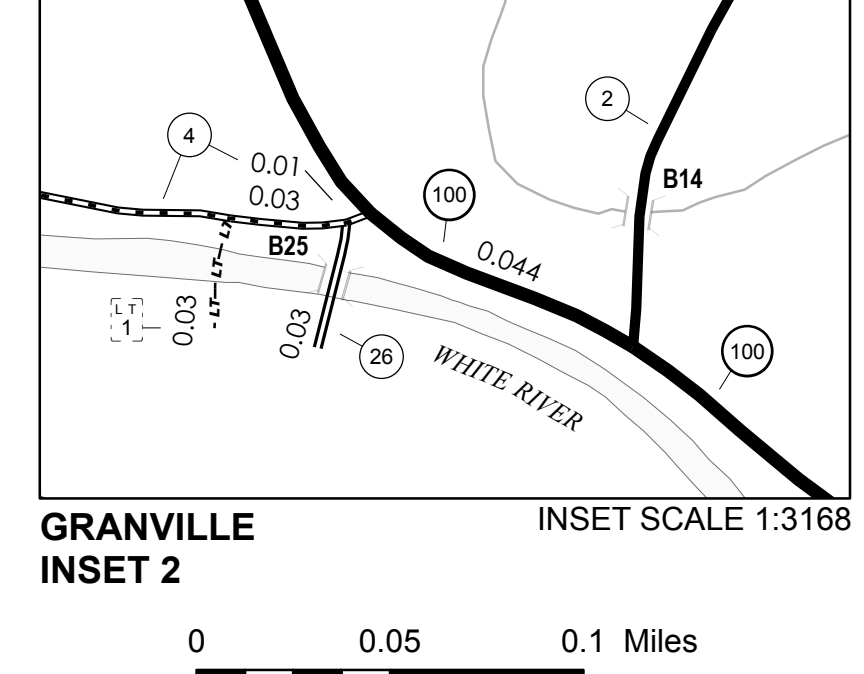 2
4
0.01
0.03
B14
100
B25
0.044
LT
LT
LT
L T
1
0.03
0.03
26
100
WHITE RIVER
GRANVILLE
INSET 2
INSET SCALE 1:3168
0 0.05 0.1 Miles